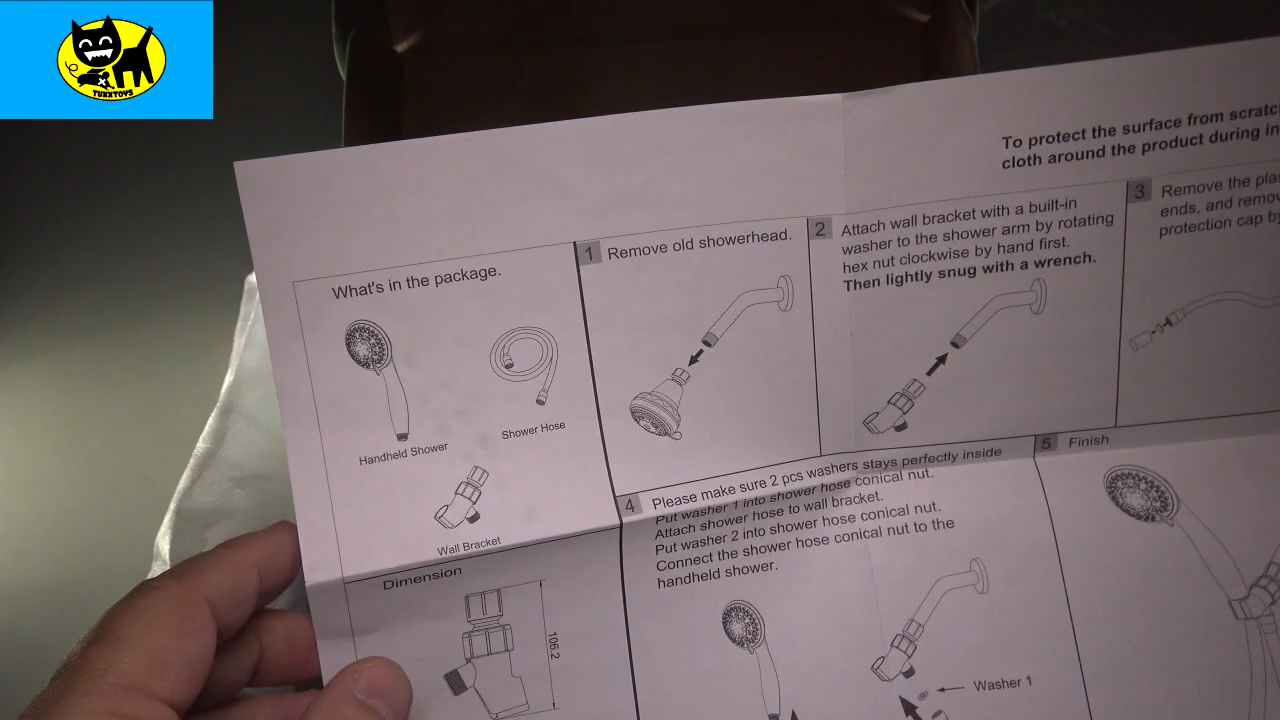 TUXXTOYS
To protect the surface from
cloth around the product during
What's in the package.
Handheld Shower
Shower Hose
Wall Bracket
Dimension
106.2
1 Remove old showerhead.
2 Attach wall bracket with a built-in
washer to the shower arm by rotating
hex nut clockwise by hand first.
Then lightly snug with a wrench.
3 Remove the
ends, and
protection cap
4 Please make sure 2 pcs washers stays perfectly inside
Put washer 1 into shower hose conical nut.
Attach shower hose to wall bracket.
Put washer 2 into shower hose conical nut.
Connect the shower hose conical nut to the
handheld shower.
Washer 1
5 Finish